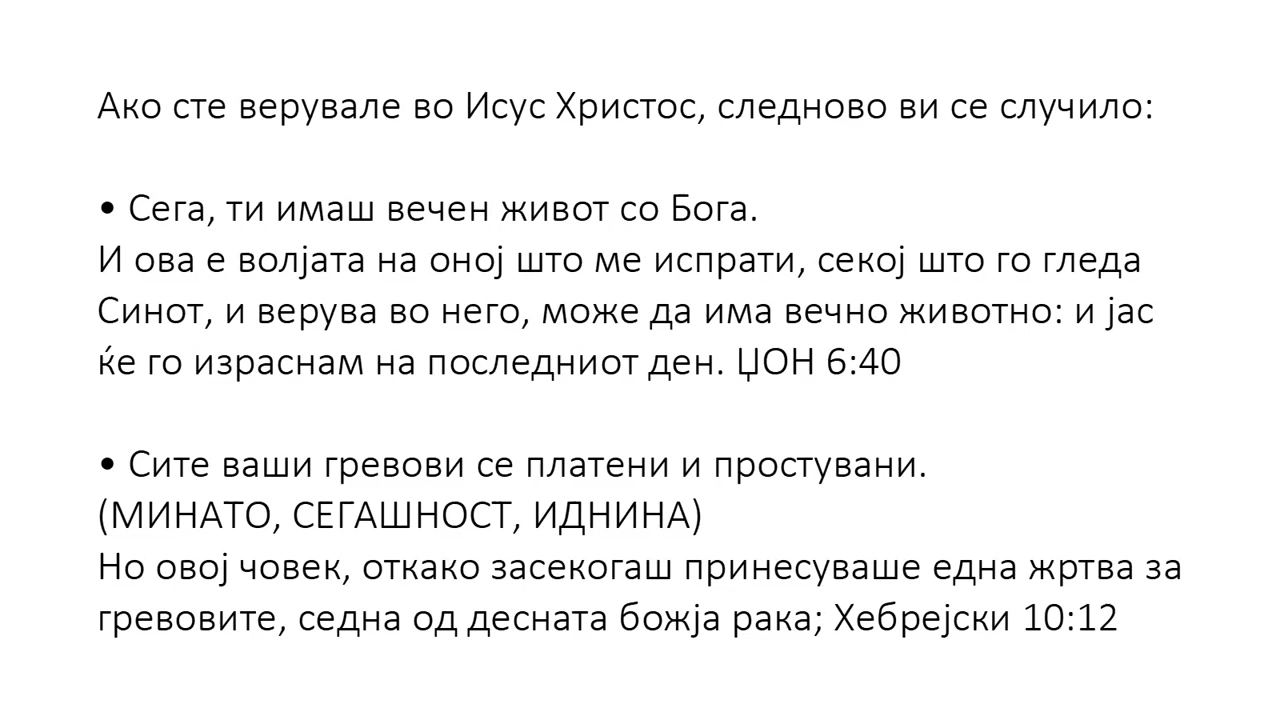 Ако сте верувале во Исус Христос, следново ви се случило:
• Сега, ти имаш вечен живот со Бога.
И ова е волјата на оној што ме испрати, секој што го гледа
Синот, и верува во него, може да има вечно животно: и јас
ќе го израснам на последниот ден. ЏОН 6:40
• Сите ваши гревови се платени и простувани.
(МИНАТО, СЕГАШНОСТ, ИДНИНА)
Но овој човек, откако засекогаш принесуваше една жртва за
гревовите, седна од десната божја рака; Хебрејски 10:12